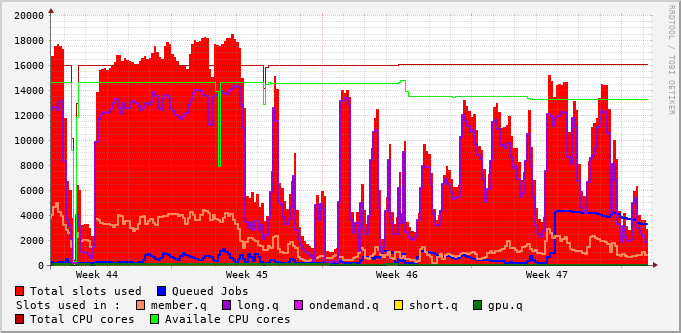 20000
18000
16000
14000
12000
10000
8000
6000
4000
2000
0
Week 44 Week 45 Week 46 Week 47
RRDTOOL / TOBI OETIKER
Total slots used Queued Jobs
Slots used in : member.q long.q ondemand.q short.q gpu.q
Total CPU cores Availale CPU cores